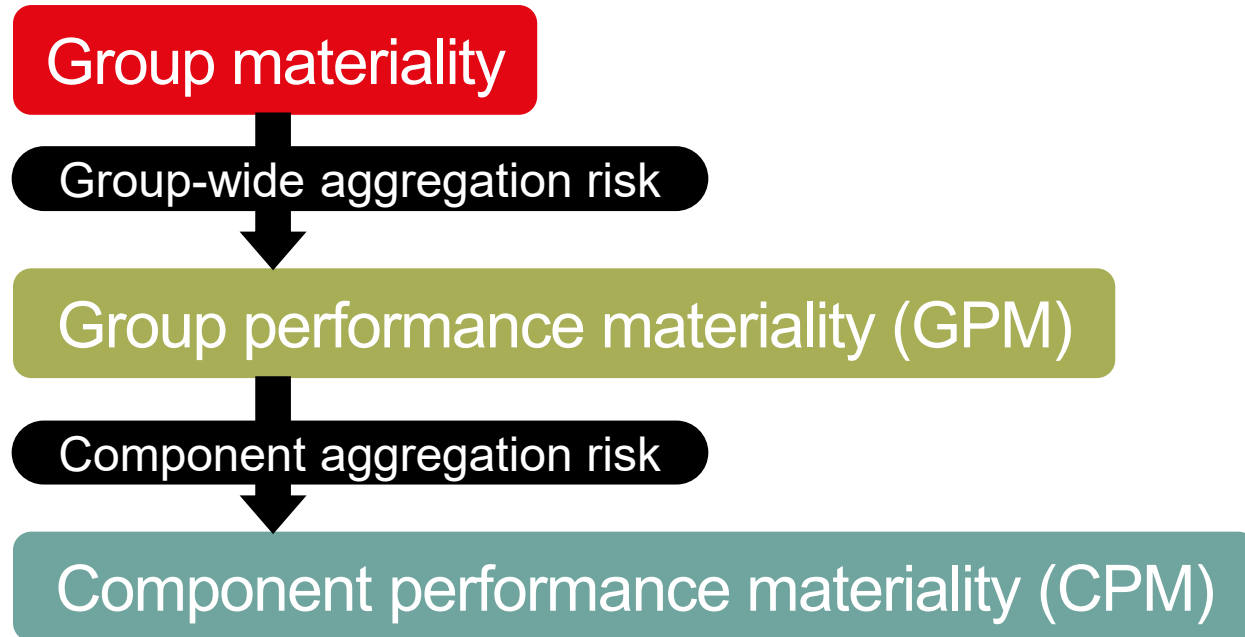 Group materiality
Group-wide aggregation risk
Group performance materiality (GPM)
Component aggregation risk
Component performance materiality (CPM)